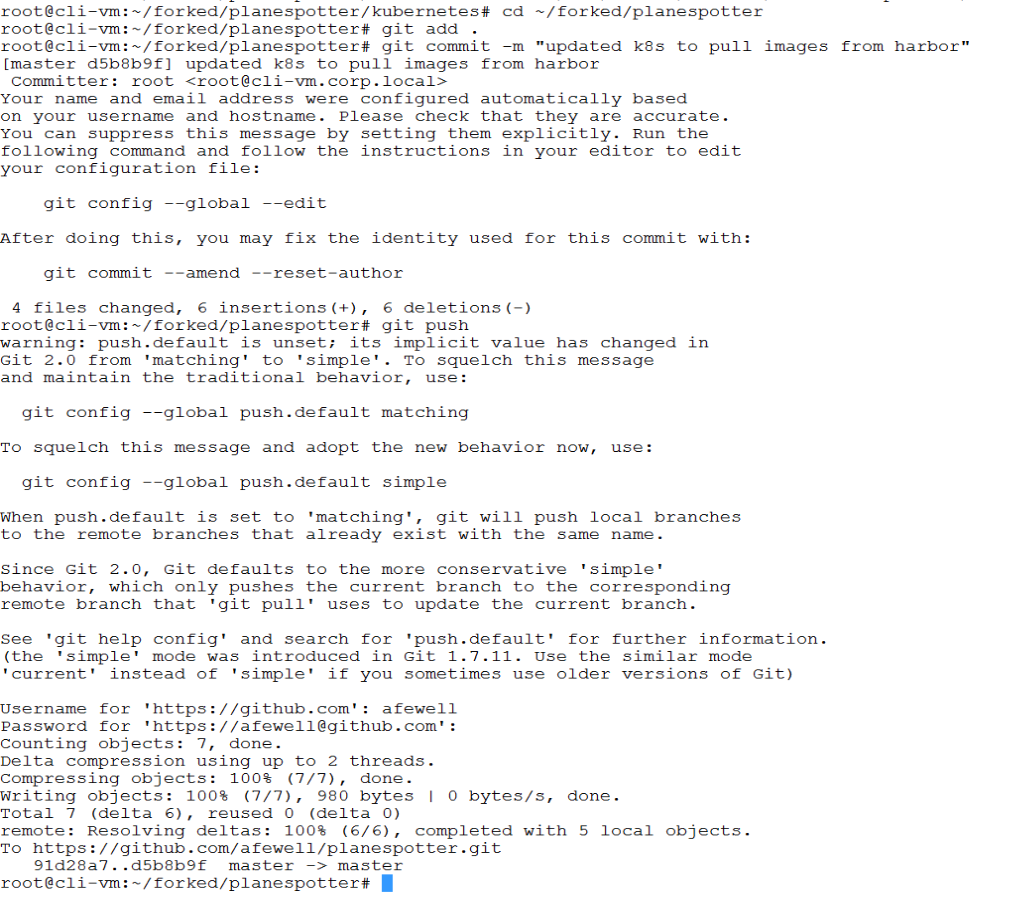 root@cli-vm:~/forked/planespotter/kubernetes# cd ~/forked/planespotter
root@cli-vm:~/forked/planespotter# git add .
root@cli-vm:~/forked/planespotter# git commit -m "updated k8s to pull images from harbor"
[master d5b8b9f] updated k8s to pull images from harbor
 Committer: root <root@cli-vm.corp.local>
Your name and email address were configured automatically based
on your username and hostname. Please check that they are accurate.
You can suppress this message by setting them explicitly. Run the
following command and follow the instructions in your editor to edit
your configuration file:

    git config --global --edit

After doing this, you may fix the identity used for this commit with:

    git commit --amend --reset-author

 4 files changed, 6 insertions(+), 6 deletions(-)
root@cli-vm:~/forked/planespotter# git push
warning: push.default is unset; its implicit value has changed in
Git 2.0 from 'matching' to 'simple'. To squelch this message
and maintain the traditional behavior, use:

  git config --global push.default matching

To squelch this message and adopt the new behavior now, use:

  git config --global push.default simple

When push.default is set to 'matching', git will push local branches
to the remote branches that already exist with the same name.

Since Git 2.0, Git defaults to the more conservative 'simple'
behavior, which only pushes the current branch to the corresponding
remote branch that 'git pull' uses to update the current branch.

See 'git help config' and search for 'push.default' for further information.
(the 'simple' mode was introduced in Git 1.7.11. Use the similar mode
'current' instead of 'simple' if you sometimes use older versions of Git)

Username for 'https://github.com': afewell
Password for 'https://afewell@github.com':
Counting objects: 7, done.
Delta compression using up to 2 threads.
Compressing objects: 100% (7/7), done.
Writing objects: 100% (7/7), 980 bytes | 0 bytes/s, done.
Total 7 (delta 6), reused 0 (delta 0)
remote: Resolving deltas: 100% (6/6), completed with 5 local objects.
To https://github.com/afewell/planespotter.git
   91d28a7..d5b8b9f  master -> master
root@cli-vm:~/forked/planespotter#